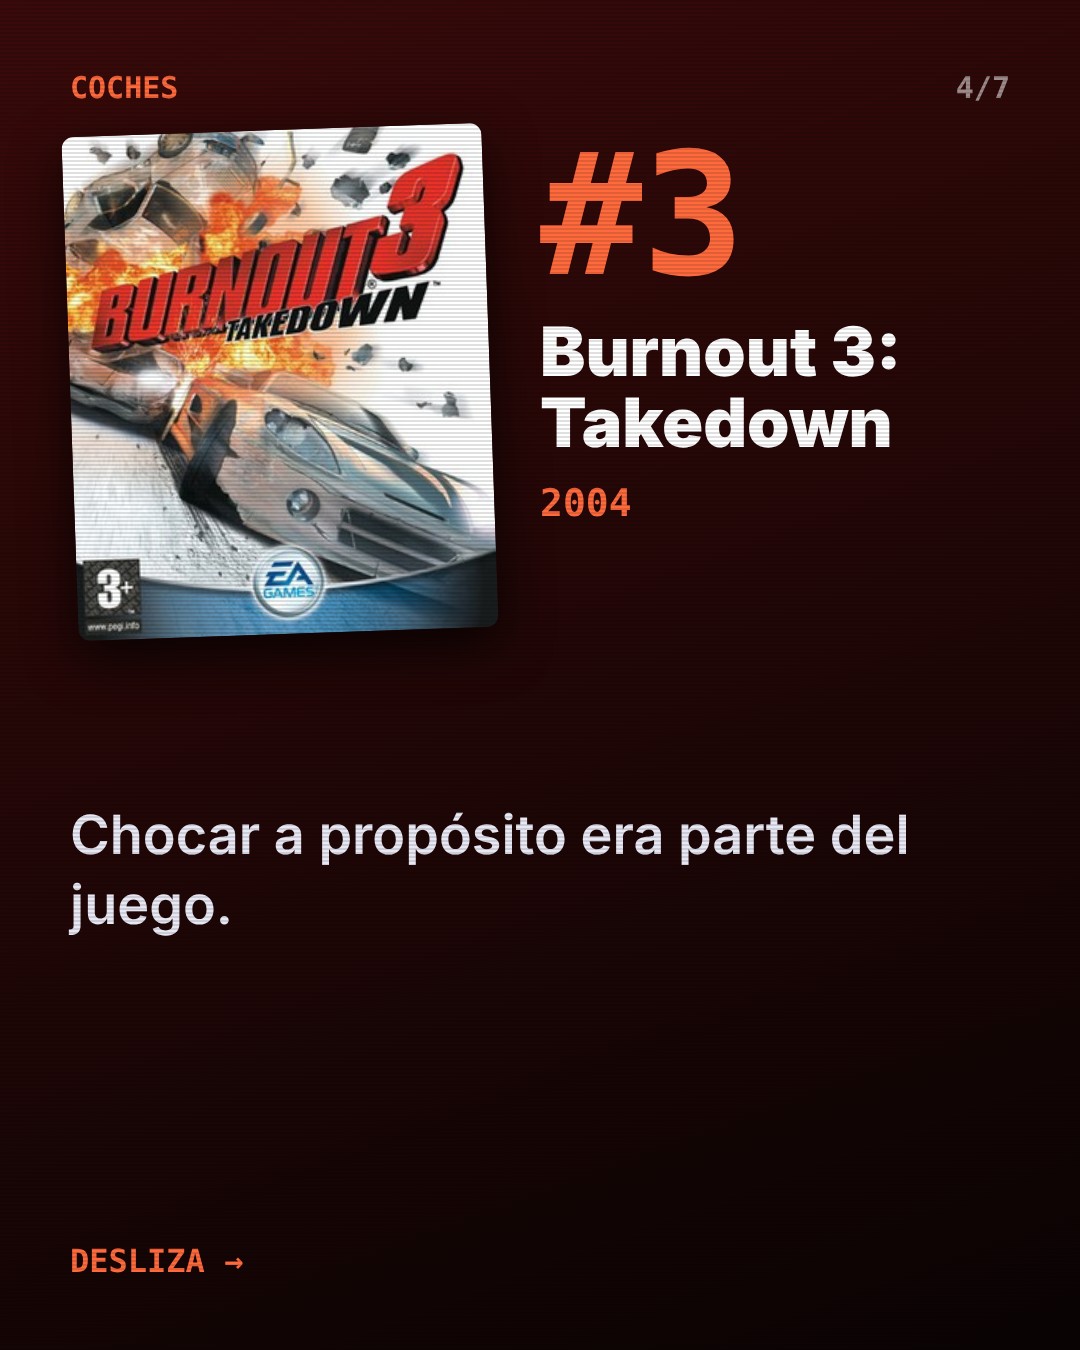 COCHES
4/7
BURNOUT 3
TAKEDOWN
EA
GAMES
3+
www.pegi.info
#3
Burnout 3:
Takedown
2004
Chocar a propósito era parte del
juego.
DESLIZA →